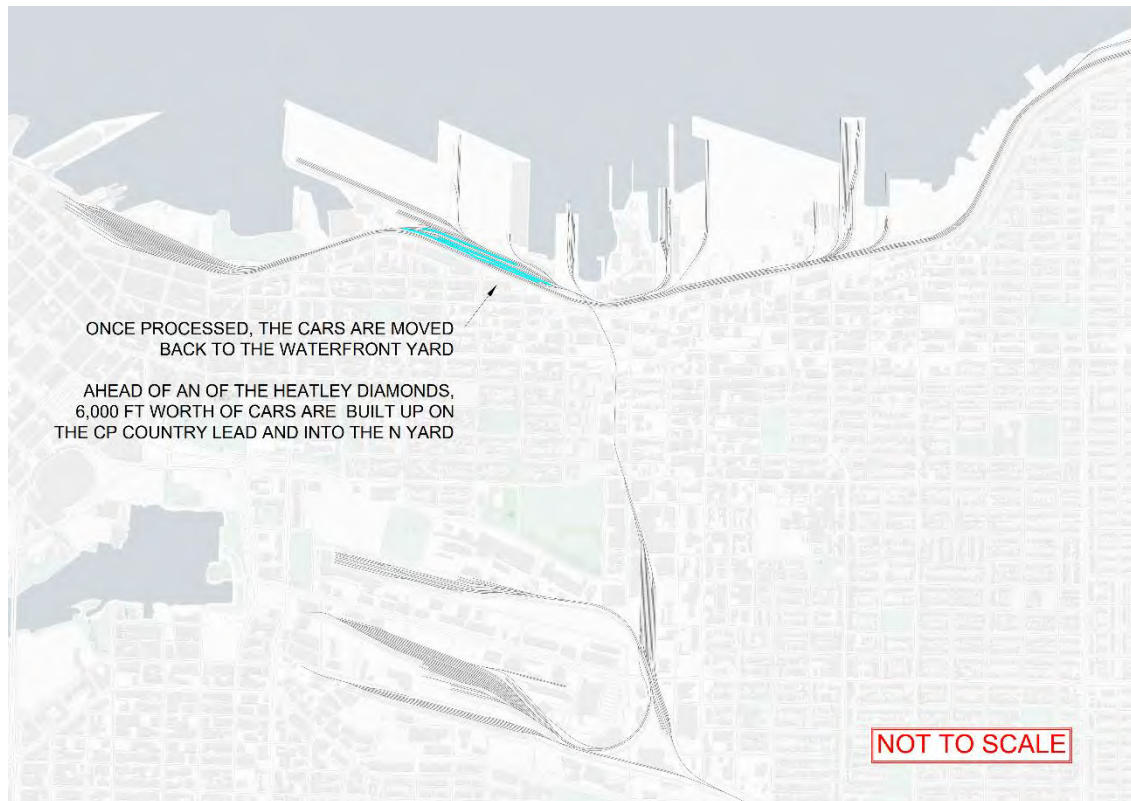 ONCE PROCESSED, THE CARS ARE MOVED
BACK TO THE WATERFRONT YARD
AHEAD OF AN OF THE HEATLEY DIAMONDS,
6,000 FT WORTH OF CARS ARE BUILT UP ON
THE CP COUNTRY LEAD AND INTO THE N YARD
NOT TO SCALE